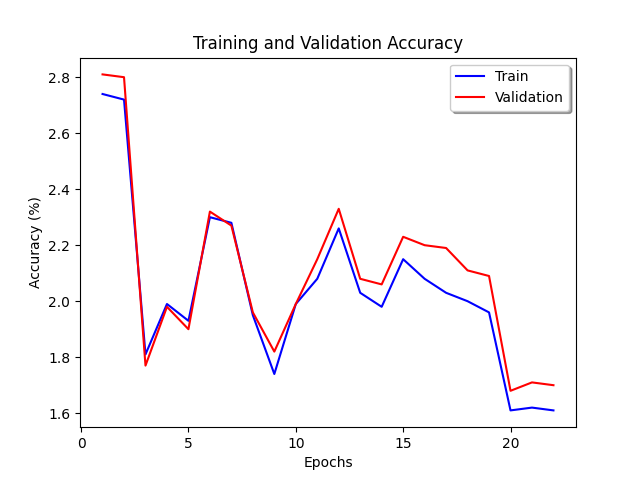 Training and Validation Accuracy
Train
Validation
Accuracy (%)
2.8
2.6
2.4
2.2
2.0
1.8
1.6
0 5 10 15 20
Epochs